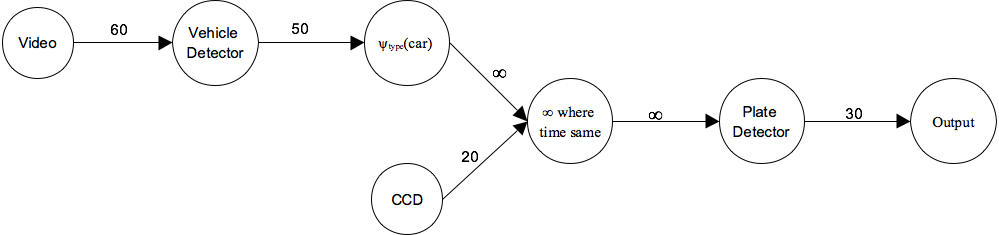 60
50
Video
Vehicle
Detector
ψtype(car)
∞
∞ where
time same
∞
Plate
Detector
30
Output
20
CCD